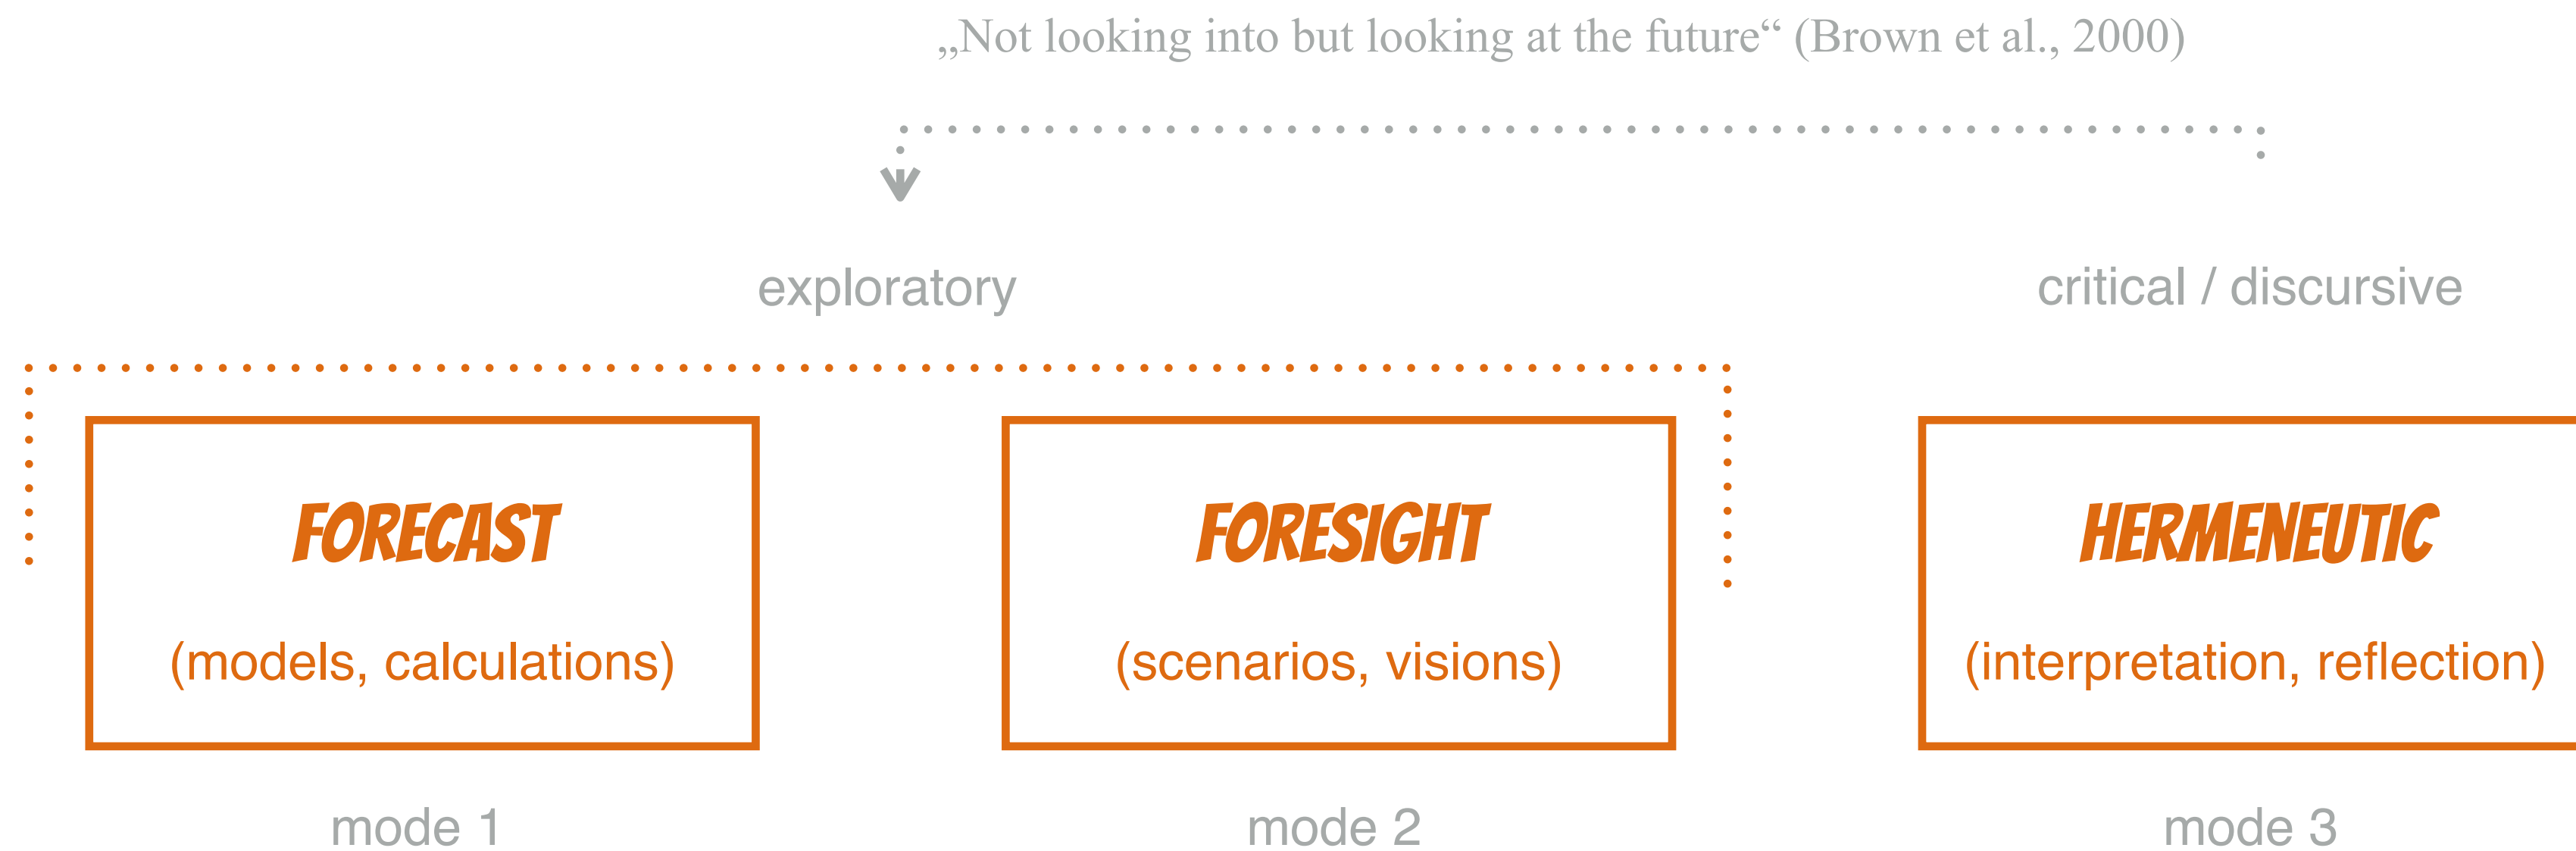 „Not looking into but looking at the future“ (Brown et al., 2000)
exploratory
critical / discursive
FORECAST
(models, calculations)
mode 1
FORESIGHT
(scenarios, visions)
mode 2
HERMENEUTIC
(interpretation, reflection)
mode 3